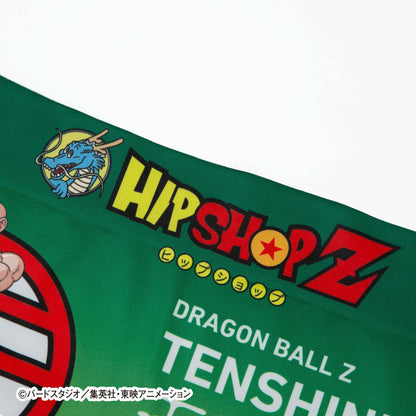 HIPSHOP Z
ヒップショップ
DRAGON BALL Z
TENSHIN
©バードスタジオ／集英社・東映アニメーション